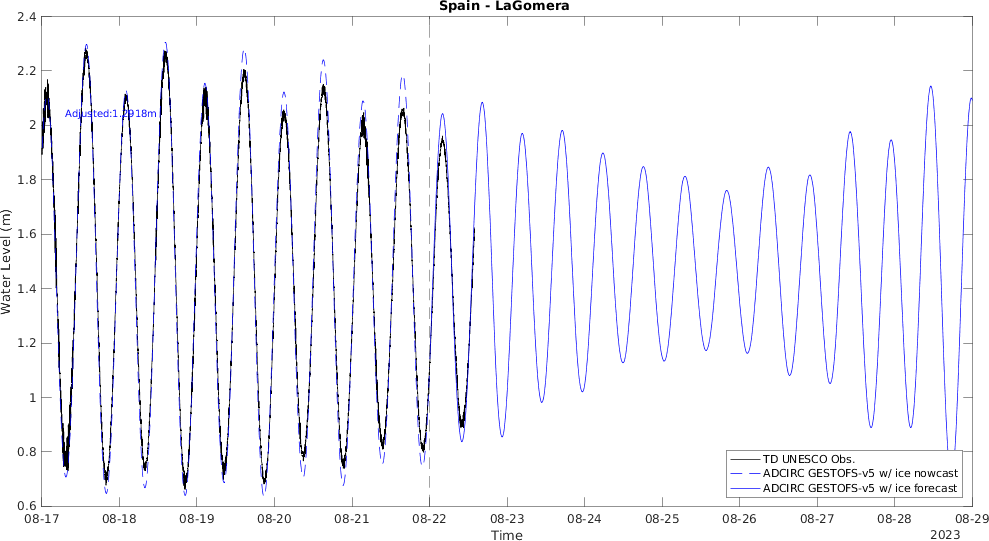 Spain - LaGomera
2.4
2.2
2
1.8
1.6
1.4
1.2
1
0.8
0.6
Water Level (m)
Adjusted:1.2918m
TD UNESCO Obs.
ADCIRC GESTOFS-v5 w/ ice nowcast
ADCIRC GESTOFS-v5 w/ ice forecast
08-17 08-18 08-19 08-20 08-21 08-22 08-23 08-24 08-25 08-26 08-27 08-28 08-29
Time
2023